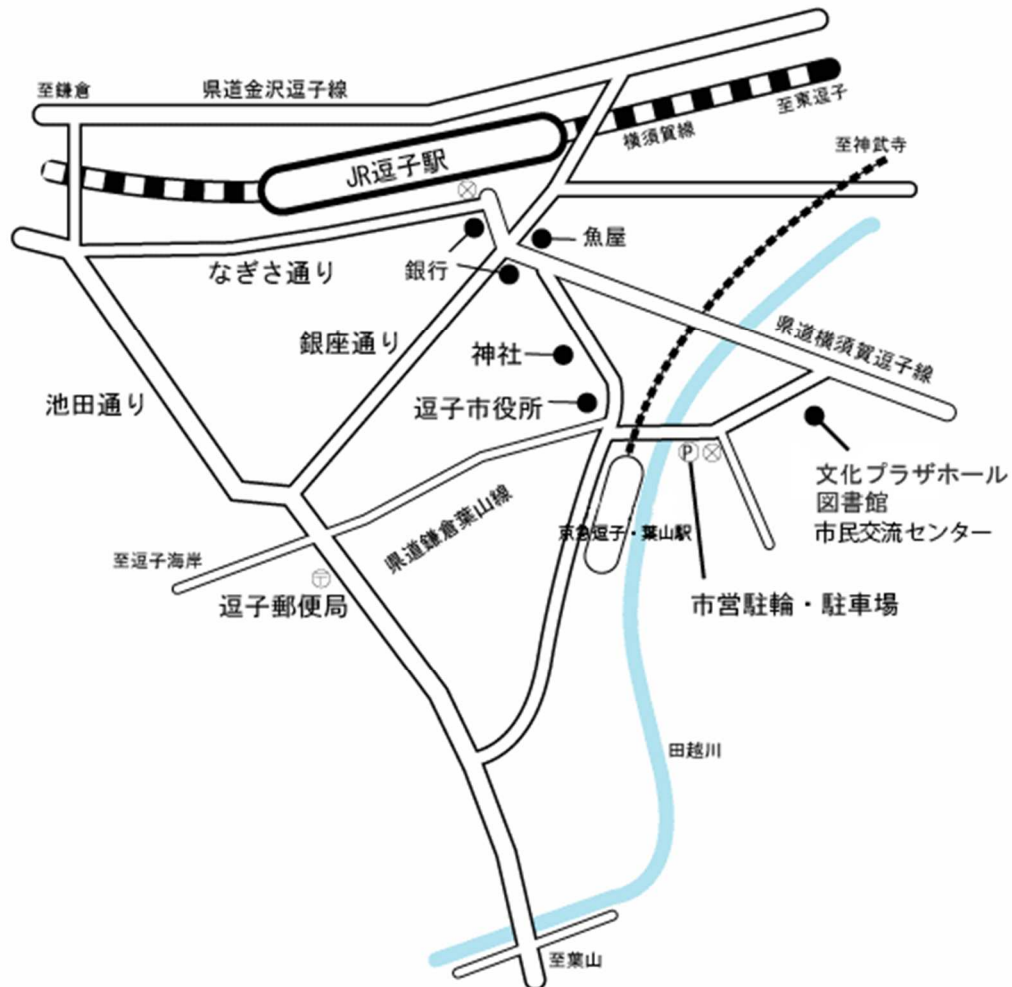 至鎌倉
県道金沢逗子線
至東逗子
横須賀線
至神武寺
JR逗子駅
魚屋
なぎさ通り
銀行
銀座通り
県道横須賀逗子線
神社
池田通り
逗子市役所
P
文化プラザホール
図書館
市民交流センター
県道鎌倉葉山線
京急逗子・葉山駅
至逗子海岸
〒
逗子郵便局
市営駐輪・駐車場
田越川
至葉山